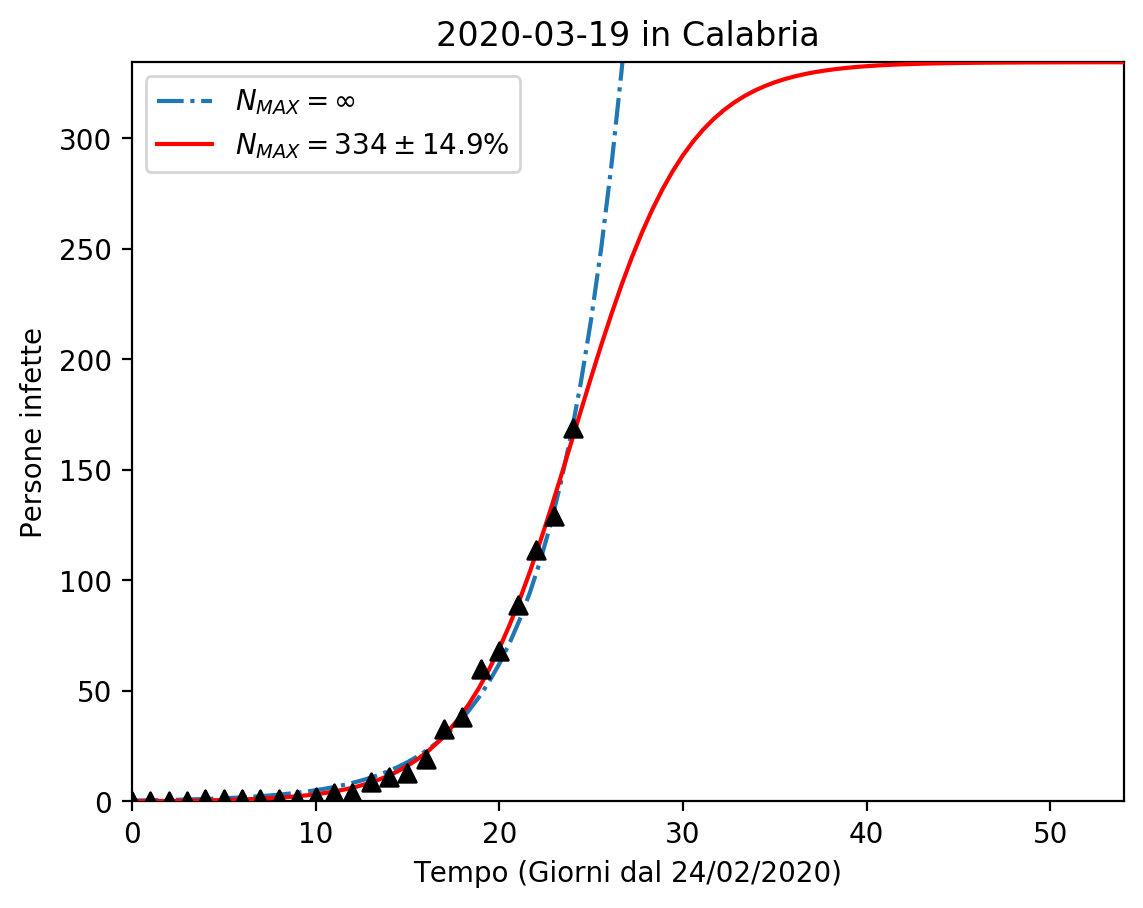 2020-03-19 in Calabria
N_MAX = ∞
N_MAX = 334 ± 14.9%
300
250
200
150
100
50
0
Persone infette
0 10 20 30 40 50
Tempo (Giorni dal 24/02/2020)